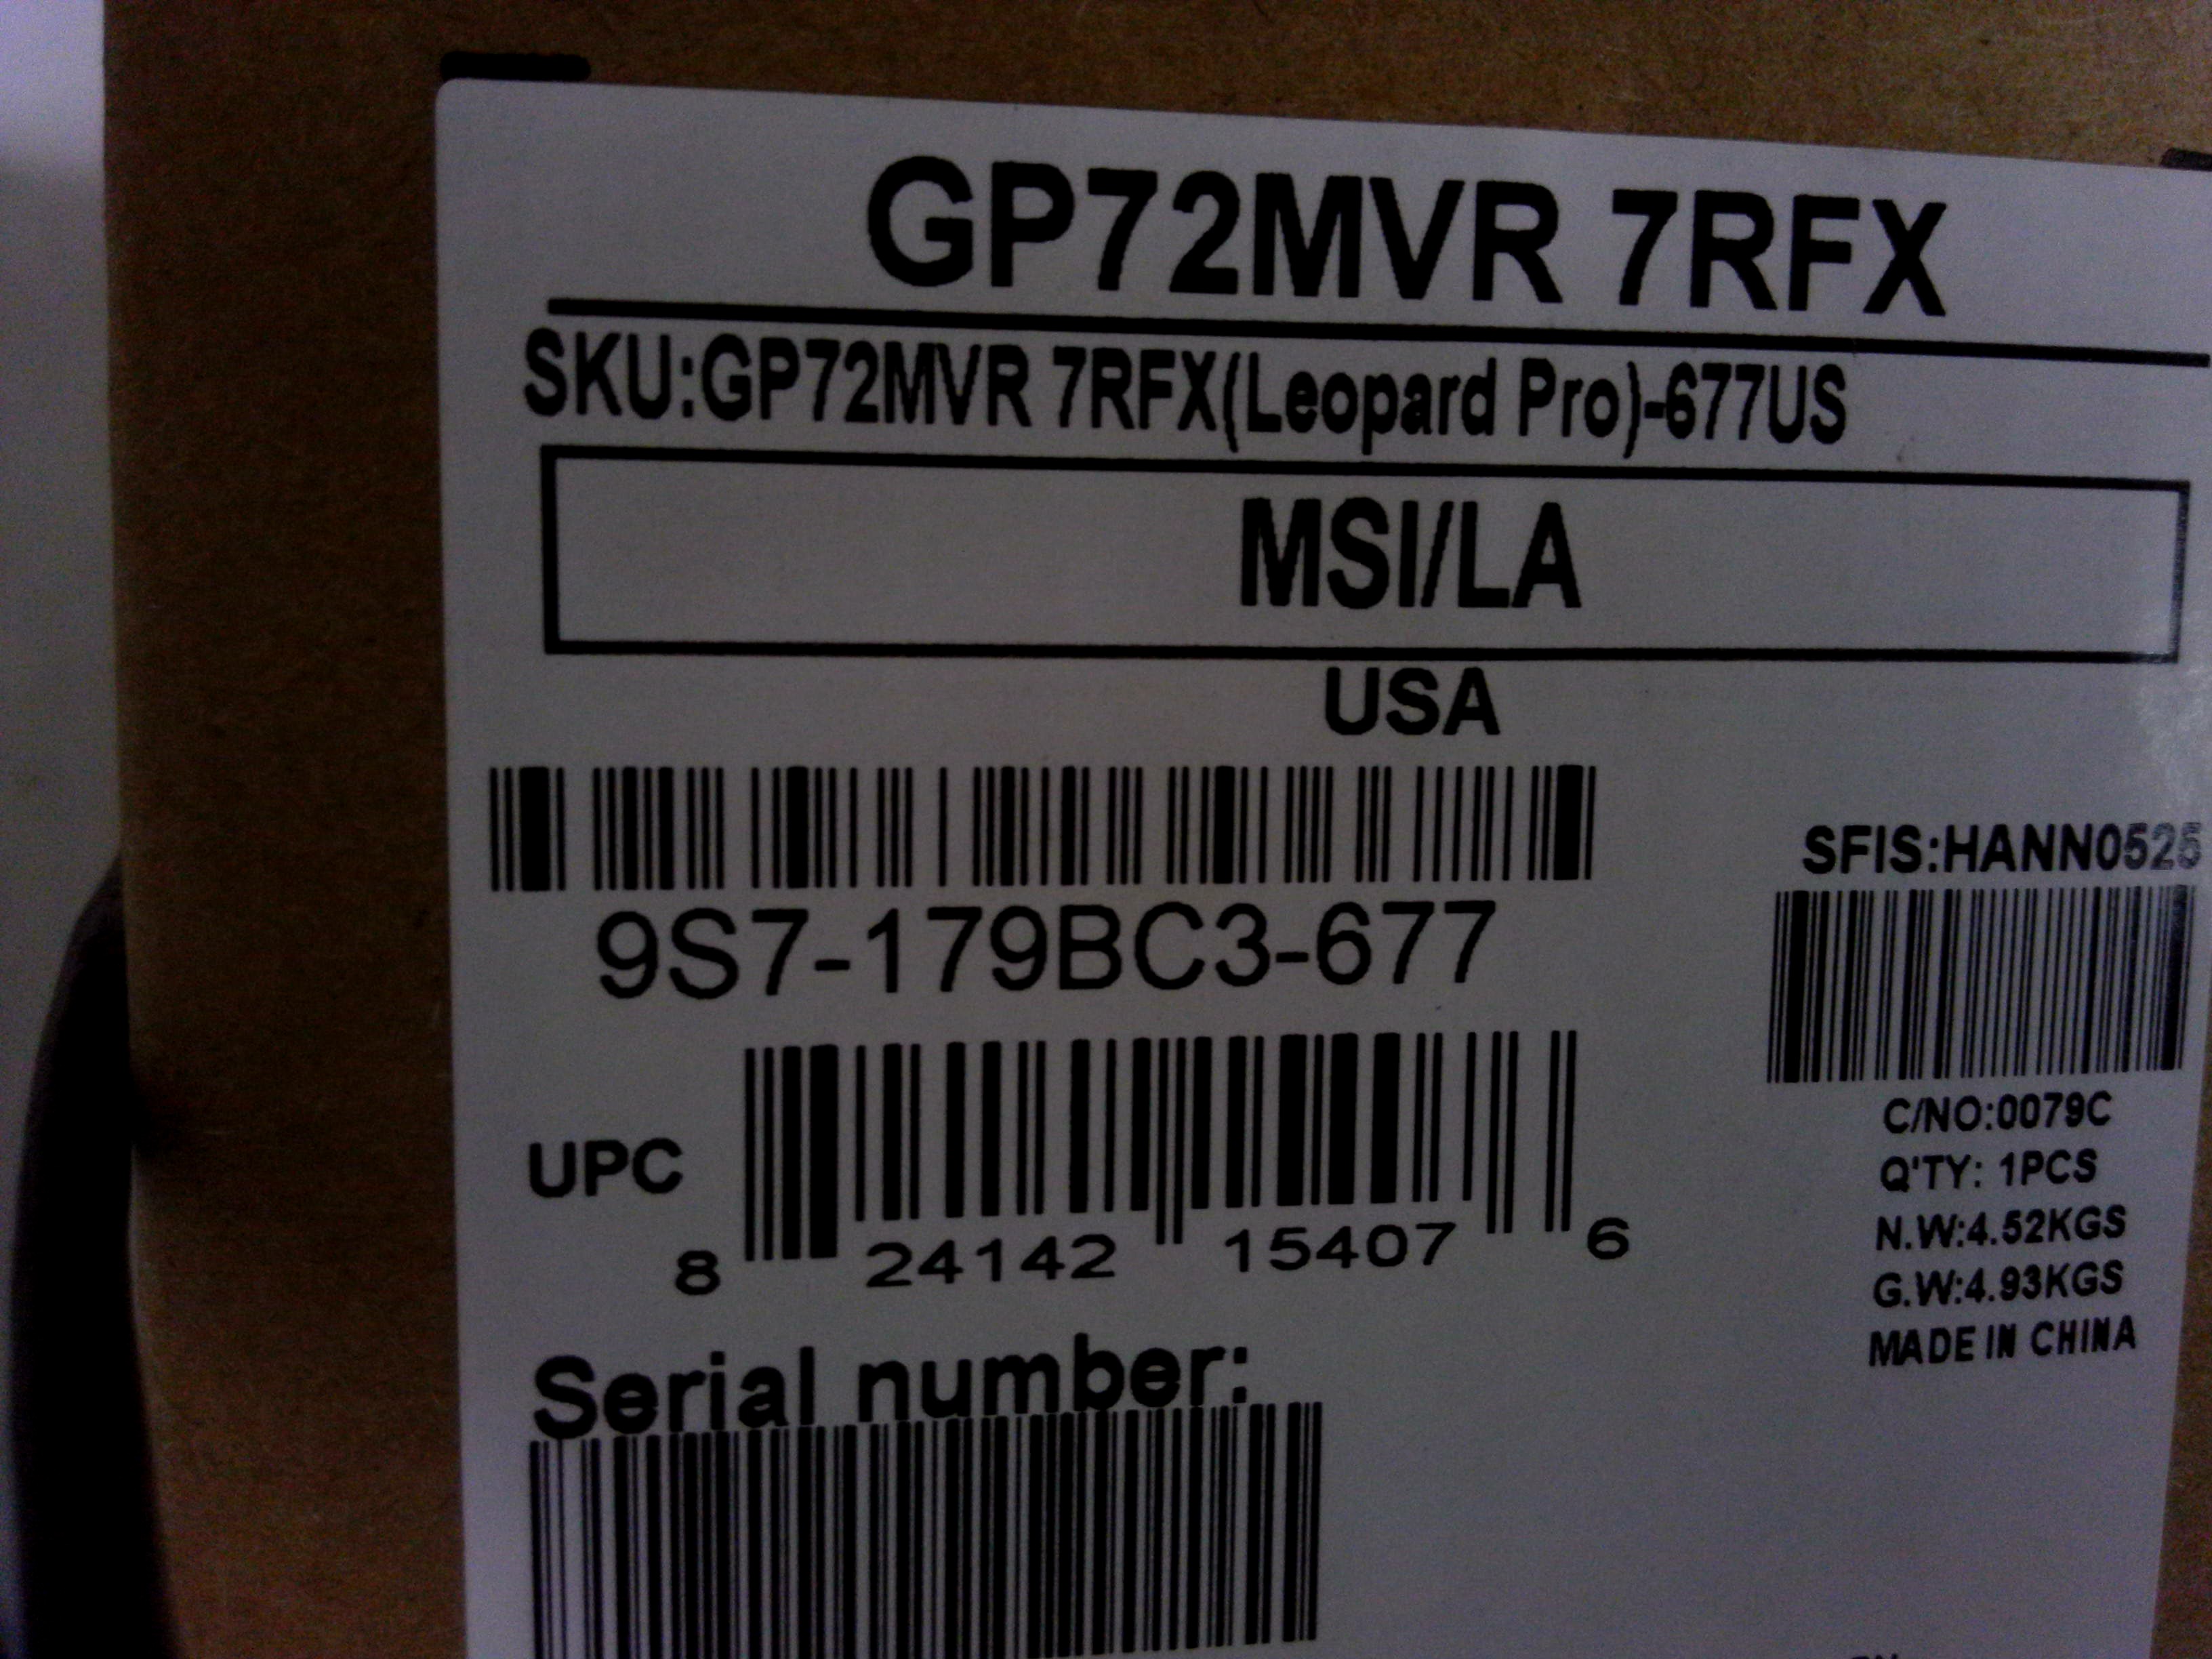 GP72MVR 7RFX
SKU:GP72MVR 7RFX(Leopard Pro)-677US
MSI/LA
USA
9S7-179BC3-677
SFIS:HANN0525
UPC
8 24142 15407 6
C/NO:0079C
Q'TY: 1PCS
N.W:4.52KGS
G.W:4.93KGS
MADE IN CHINA
Serial number: